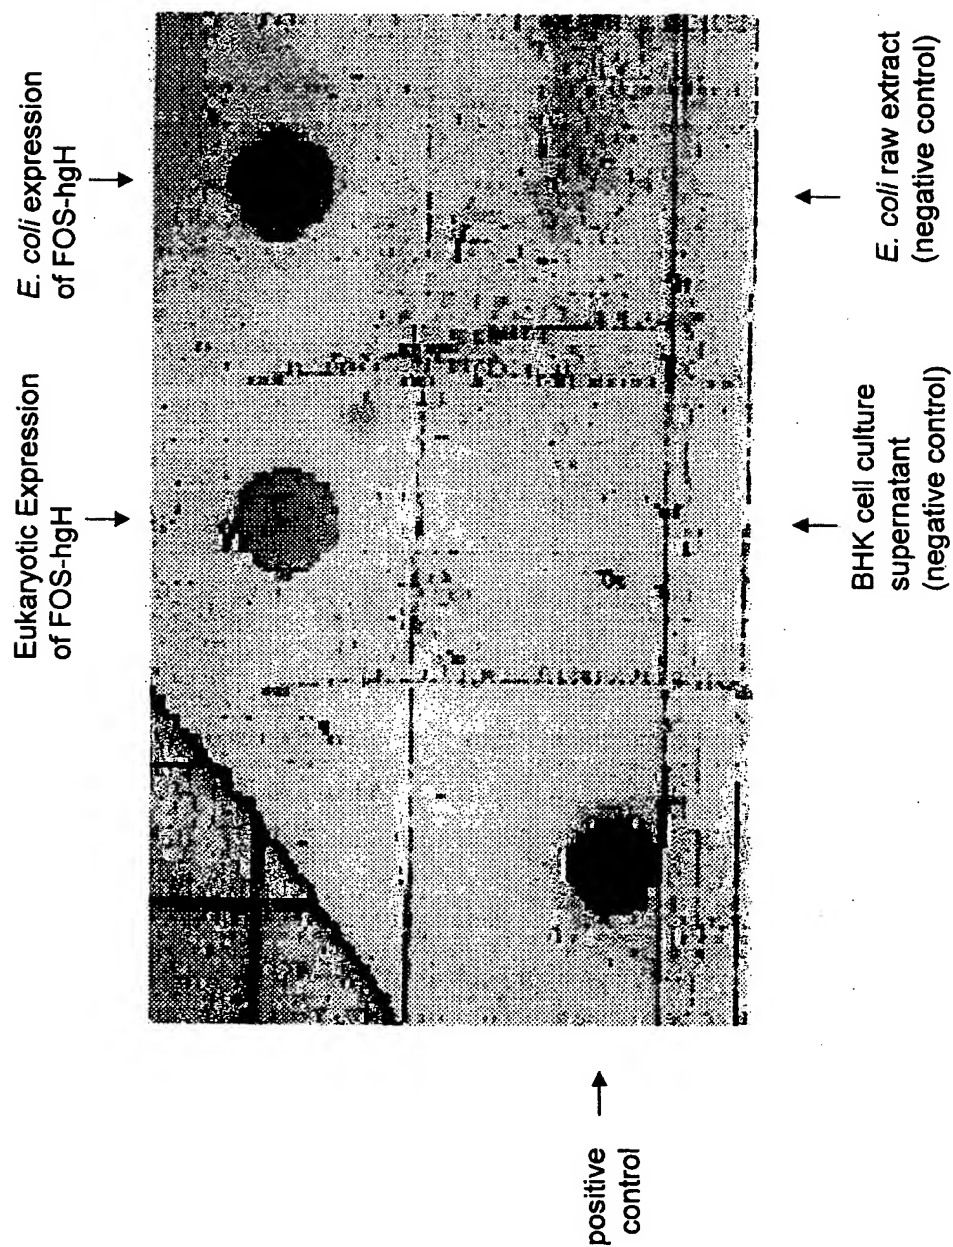 Eukaryotic Expression
of FOS-hgH
E. coli expression
of FOS-hgH
positive
control
BHK cell culture
supernatant
(negative control)
E. coli raw extract
(negative control)